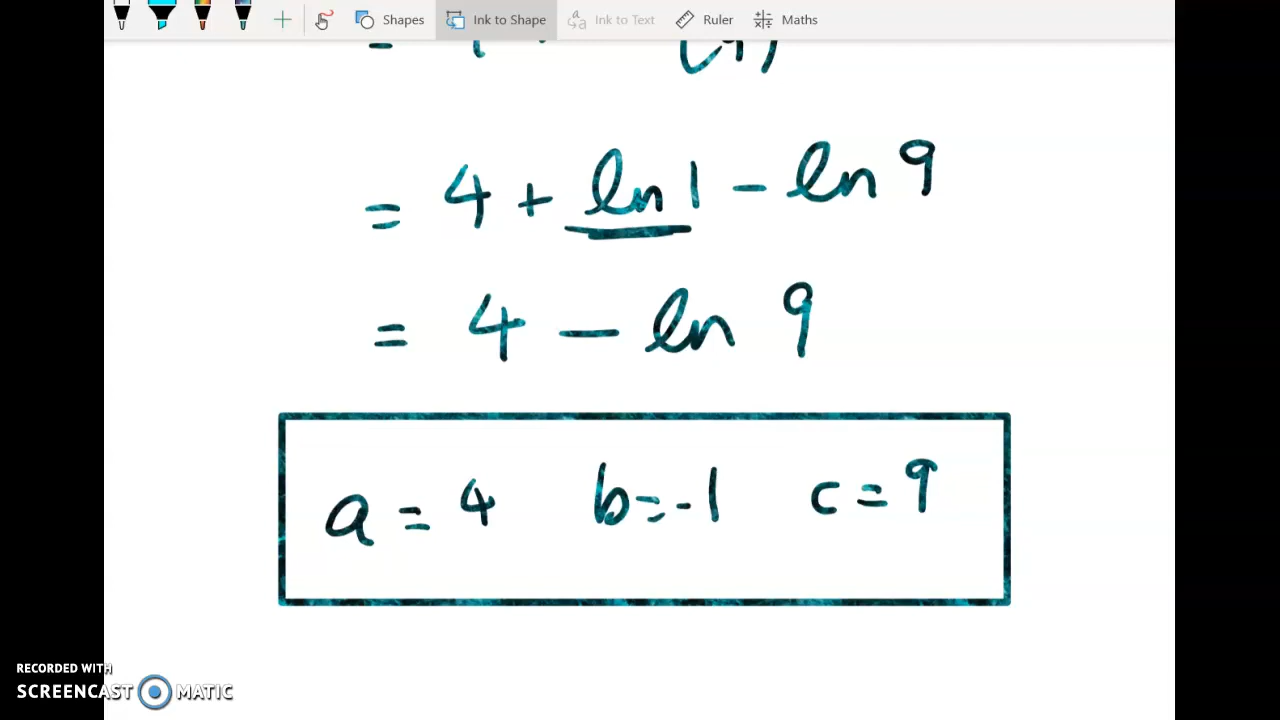 Shapes Ink to Shape Ink to Text Ruler Maths
= 4 + ln 1 - ln 9
= 4 - ln 9
a = 4 b = -1 c = 9
RECORDED WITH
SCREENCAST MATIC